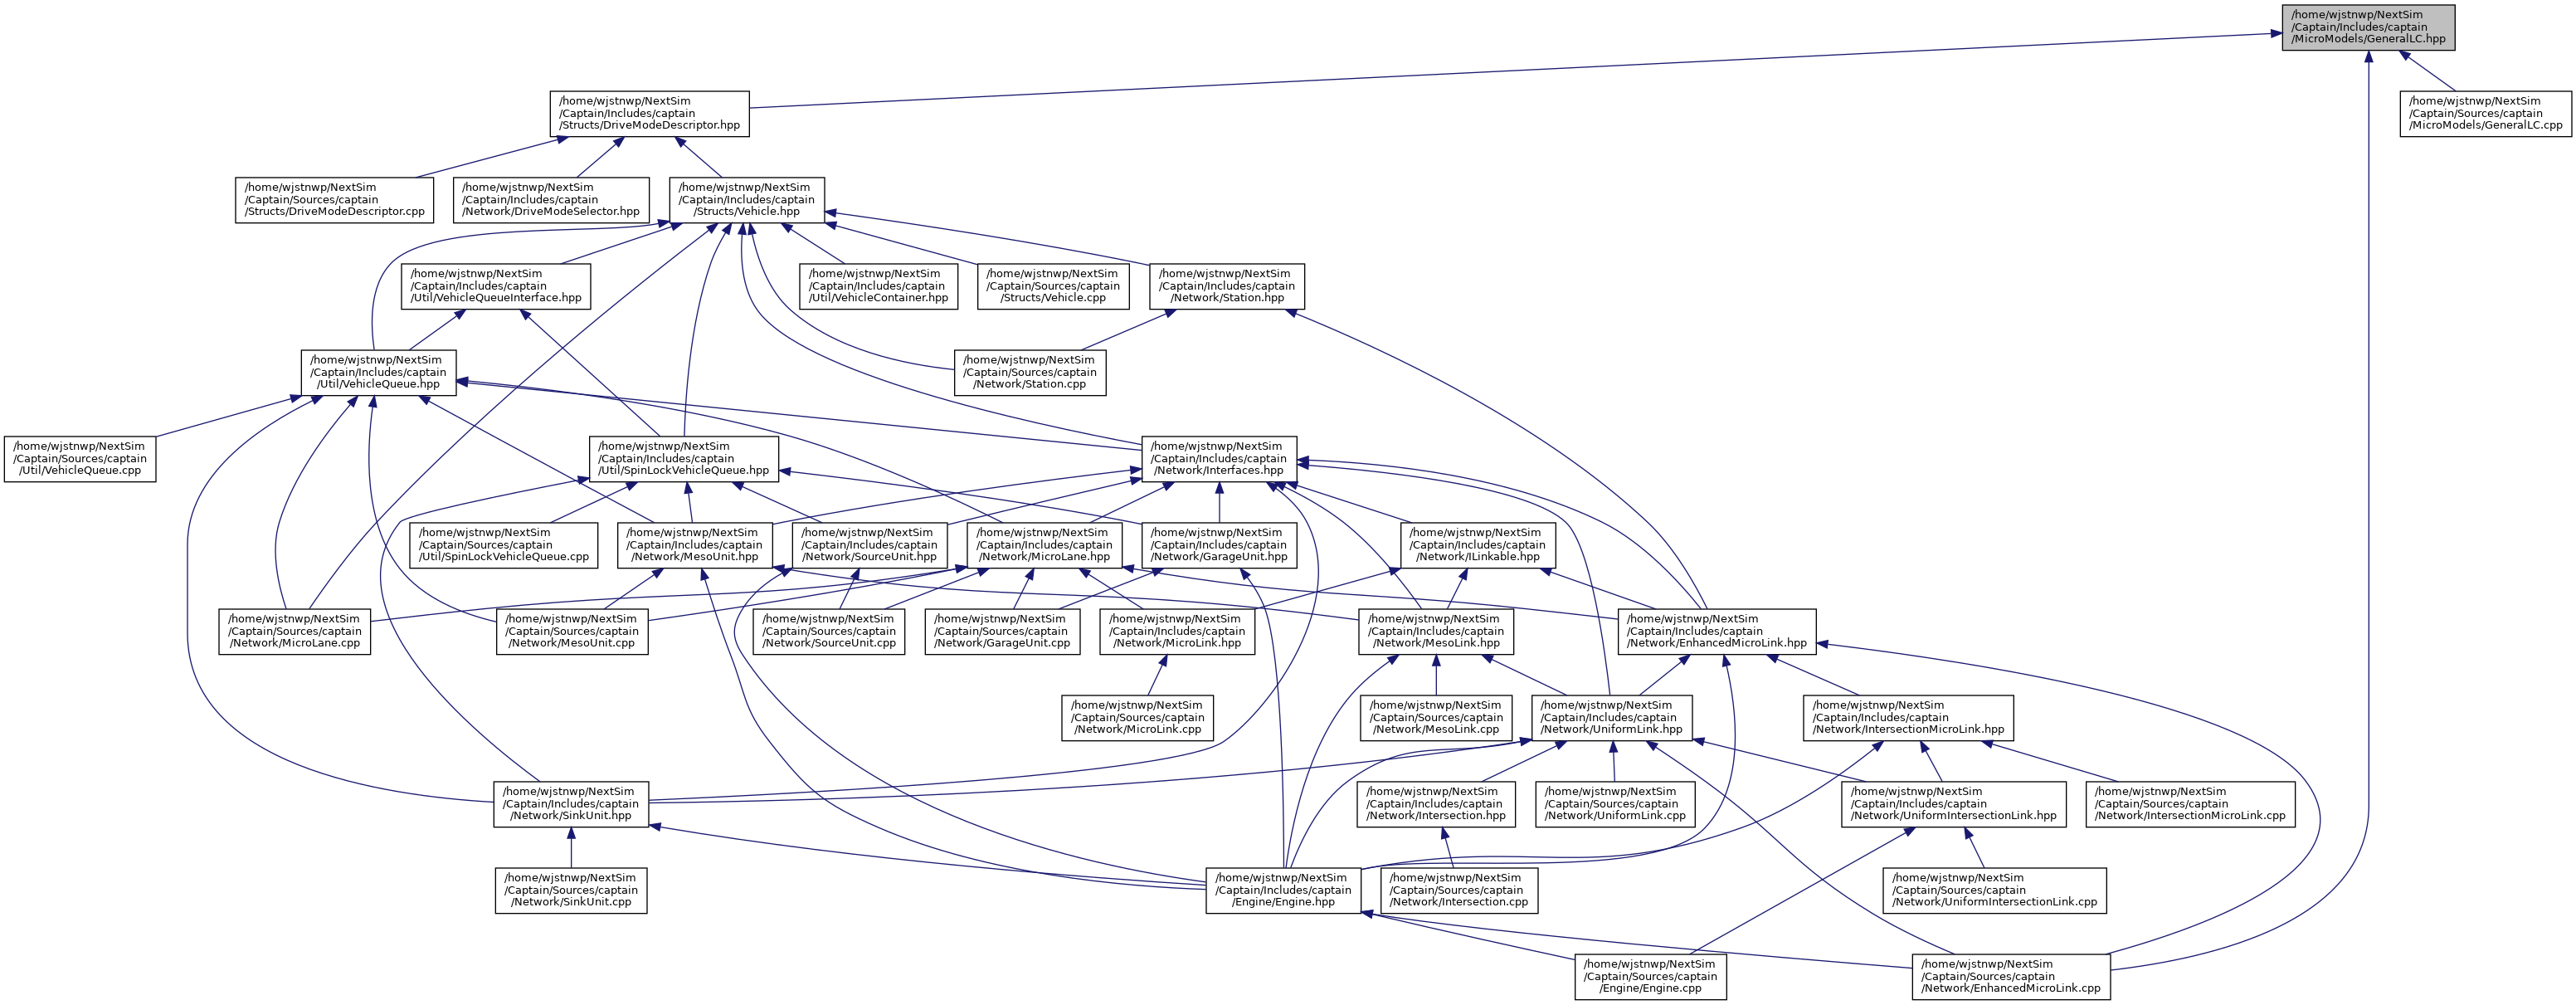 /home/wjstnwp/NextSim
/Captain/Includes/captain
/MicroModels/GeneralLC.hpp
/home/wjstnwp/NextSim
/Captain/Includes/captain
/Structs/DriveModeDescriptor.hpp
/home/wjstnwp/NextSim
/Captain/Sources/captain
/MicroModels/GeneralLC.cpp
/home/wjstnwp/NextSim
/Captain/Sources/captain
/Structs/DriveModeDescriptor.cpp
/home/wjstnwp/NextSim
/Captain/Includes/captain
/Network/DriveModeSelector.hpp
/home/wjstnwp/NextSim
/Captain/Includes/captain
/Structs/Vehicle.hpp
/home/wjstnwp/NextSim
/Captain/Includes/captain
/Util/VehicleQueueInterface.hpp
/home/wjstnwp/NextSim
/Captain/Includes/captain
/Util/VehicleContainer.hpp
/home/wjstnwp/NextSim
/Captain/Sources/captain
/Structs/Vehicle.cpp
/home/wjstnwp/NextSim
/Captain/Includes/captain
/Network/Station.hpp
/home/wjstnwp/NextSim
/Captain/Includes/captain
/Util/VehicleQueue.hpp
/home/wjstnwp/NextSim
/Captain/Sources/captain
/Network/Station.cpp
/home/wjstnwp/NextSim
/Captain/Sources/captain
/Util/VehicleQueue.cpp
/home/wjstnwp/NextSim
/Captain/Includes/captain
/Util/SpinLockVehicleQueue.hpp
/home/wjstnwp/NextSim
/Captain/Includes/captain
/Network/Interfaces.hpp
/home/wjstnwp/NextSim
/Captain/Sources/captain
/Util/SpinLockVehicleQueue.cpp
/home/wjstnwp/NextSim
/Captain/Includes/captain
/Network/MesoUnit.hpp
/home/wjstnwp/NextSim
/Captain/Includes/captain
/Network/SourceUnit.hpp
/home/wjstnwp/NextSim
/Captain/Includes/captain
/Network/MicroLane.hpp
/home/wjstnwp/NextSim
/Captain/Includes/captain
/Network/GarageUnit.hpp
/home/wjstnwp/NextSim
/Captain/Includes/captain
/Network/ILinkable.hpp
/home/wjstnwp/NextSim
/Captain/Sources/captain
/Network/MicroLane.cpp
/home/wjstnwp/NextSim
/Captain/Sources/captain
/Network/MesoUnit.cpp
/home/wjstnwp/NextSim
/Captain/Sources/captain
/Network/SourceUnit.cpp
/home/wjstnwp/NextSim
/Captain/Sources/captain
/Network/GarageUnit.cpp
/home/wjstnwp/NextSim
/Captain/Includes/captain
/Network/MicroLink.hpp
/home/wjstnwp/NextSim
/Captain/Includes/captain
/Network/MesoLink.hpp
/home/wjstnwp/NextSim
/Captain/Includes/captain
/Network/EnhancedMicroLink.hpp
/home/wjstnwp/NextSim
/Captain/Sources/captain
/Network/MicroLink.cpp
/home/wjstnwp/NextSim
/Captain/Sources/captain
/Network/MesoLink.cpp
/home/wjstnwp/NextSim
/Captain/Includes/captain
/Network/UniformLink.hpp
/home/wjstnwp/NextSim
/Captain/Includes/captain
/Network/IntersectionMicroLink.hpp
/home/wjstnwp/NextSim
/Captain/Includes/captain
/Network/SinkUnit.hpp
/home/wjstnwp/NextSim
/Captain/Includes/captain
/Network/Intersection.hpp
/home/wjstnwp/NextSim
/Captain/Sources/captain
/Network/UniformLink.cpp
/home/wjstnwp/NextSim
/Captain/Includes/captain
/Network/UniformIntersectionLink.hpp
/home/wjstnwp/NextSim
/Captain/Sources/captain
/Network/IntersectionMicroLink.cpp
/home/wjstnwp/NextSim
/Captain/Sources/captain
/Network/SinkUnit.cpp
/home/wjstnwp/NextSim
/Captain/Includes/captain
/Engine/Engine.hpp
/home/wjstnwp/NextSim
/Captain/Sources/captain
/Network/Intersection.cpp
/home/wjstnwp/NextSim
/Captain/Sources/captain
/Network/UniformIntersectionLink.cpp
/home/wjstnwp/NextSim
/Captain/Sources/captain
/Engine/Engine.cpp
/home/wjstnwp/NextSim
/Captain/Sources/captain
/Network/EnhancedMicroLink.cpp